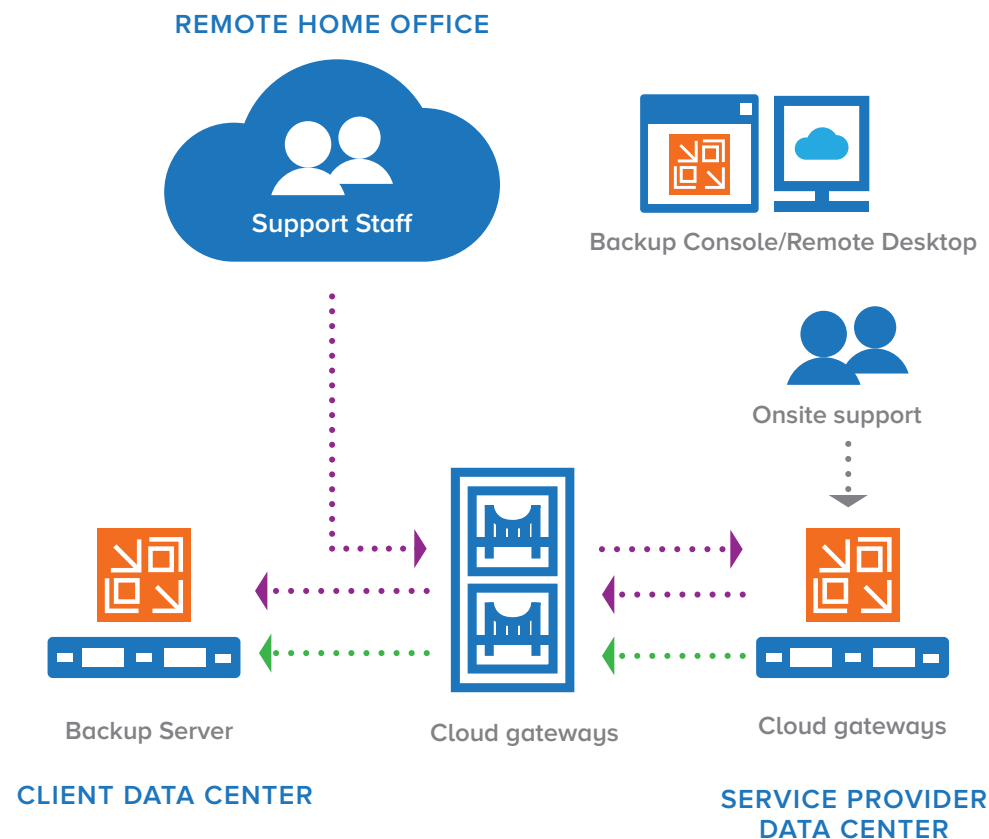 REMOTE HOME OFFICE
Support Staff
Backup Console/Remote Desktop
Onsite support
Backup Server
Cloud gateways
Cloud gateways
CLIENT DATA CENTER
SERVICE PROVIDER
DATA CENTER